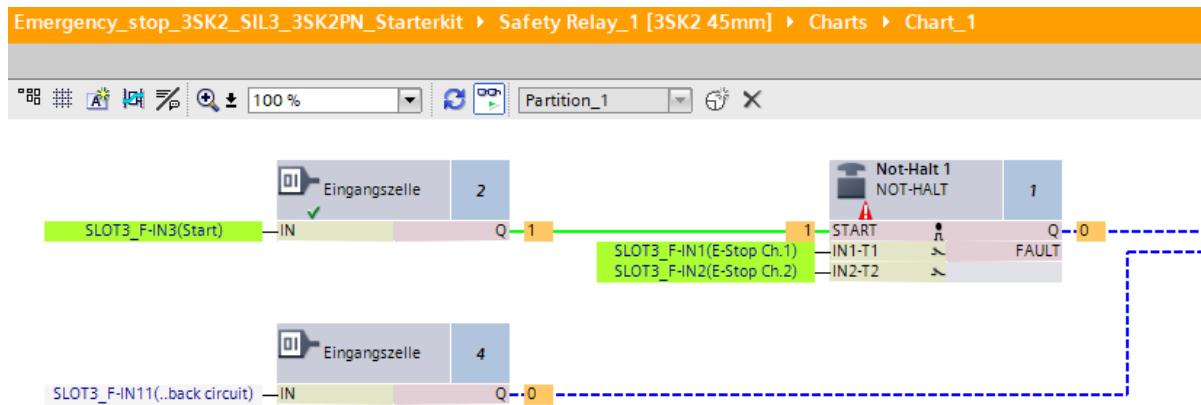 Emergency_stop_3SK2_SIL3_3SK2PN_Starterkit ▸ Safety Relay_1 [3SK2 45mm] ▸ Charts ▸ Chart_1
100 %
Partition_1
Eingangszelle
2
SLOT3_F-IN3(Start)
IN
Q
1
Not-Halt 1
NOT-HALT
1
1
START
Q
0
SLOT3_F-IN1(E-Stop Ch.1)
IN1-T1
FAULT
SLOT3_F-IN2(E-Stop Ch.2)
IN2-T2
Eingangszelle
4
SLOT3_F-IN11(..back circuit)
IN
Q
0